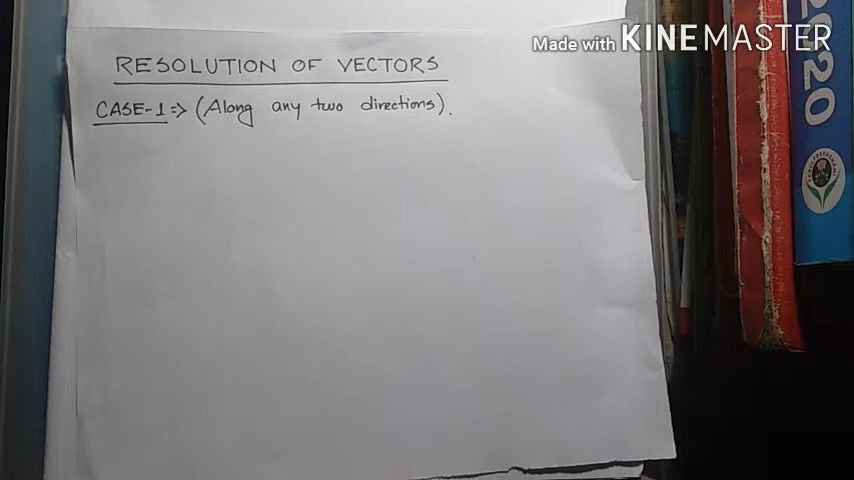 Made with KINEMASTER
RESOLUTION OF VECTORS
CASE-1 => (Along any two directions).
2020